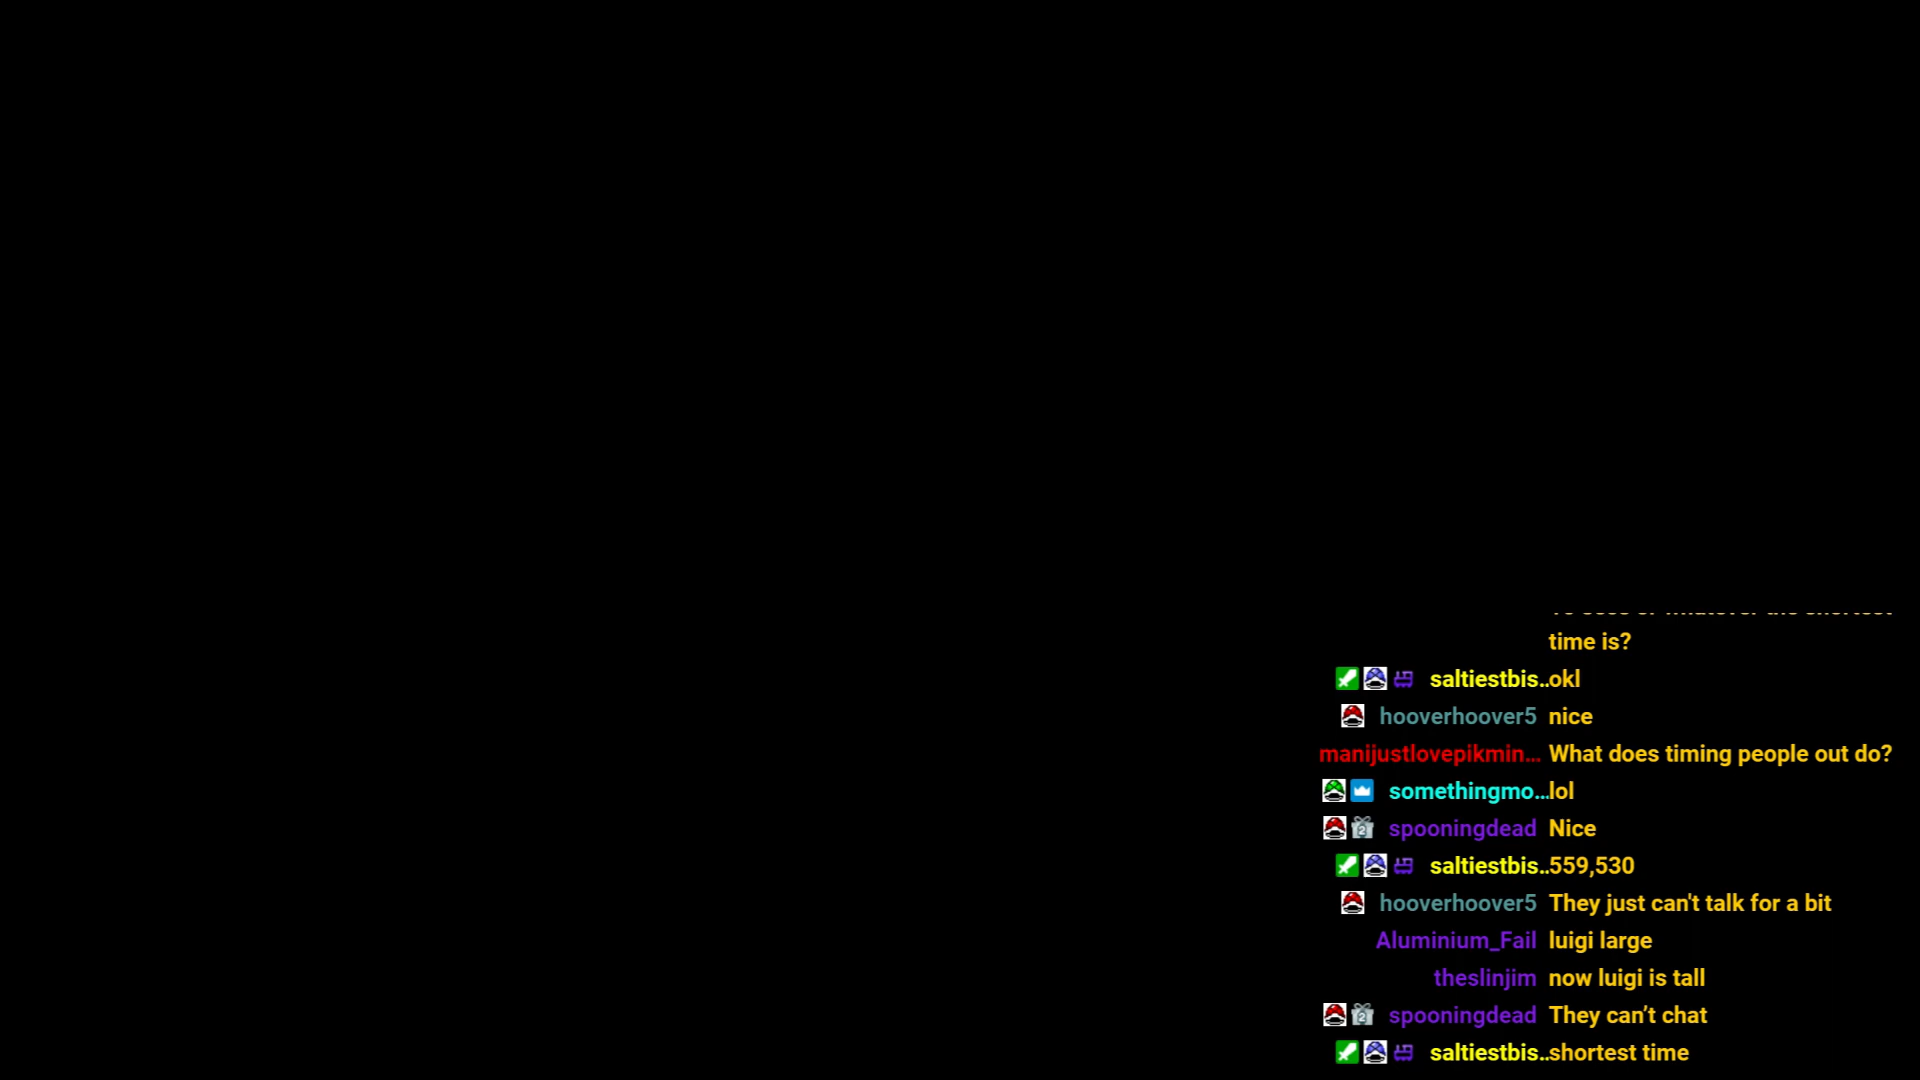 time is?
saltiestbis.. okl
hooverhoover5 nice
manijustlovepikmin... What does timing people out do?
somethingmo... lol
spooningdead Nice
saltiestbis.. 559,530
hooverhoover5 They just can't talk for a bit
Aluminium_Fail luigi large
theslinjim now luigi is tall
spooningdead They can’t chat
saltiestbis.. shortest time